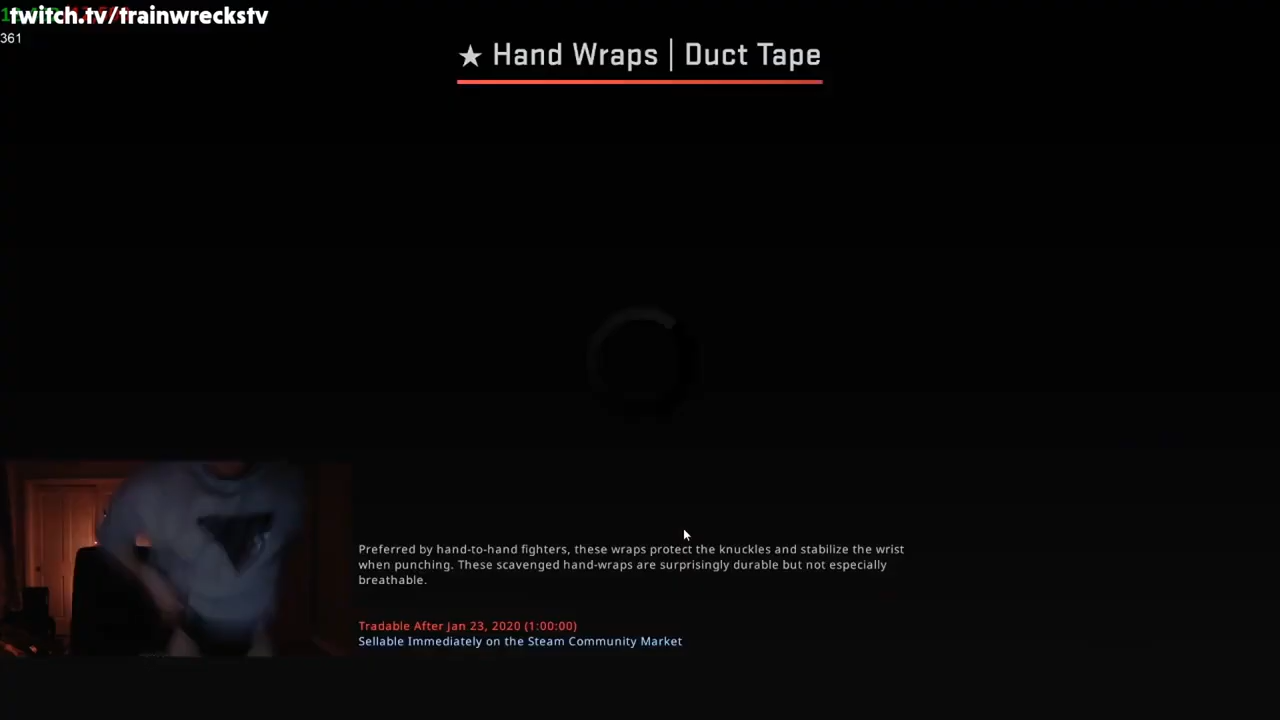 twitch.tv/trainwreckstv
361
★ Hand Wraps | Duct Tape
Preferred by hand-to-hand fighters, these wraps protect the knuckles and stabilize the wrist
when punching. These scavenged hand-wraps are surprisingly durable but not especially
breathable.
Tradable After Jan 23, 2020 (1:00:00)
Sellable Immediately on the Steam Community Market